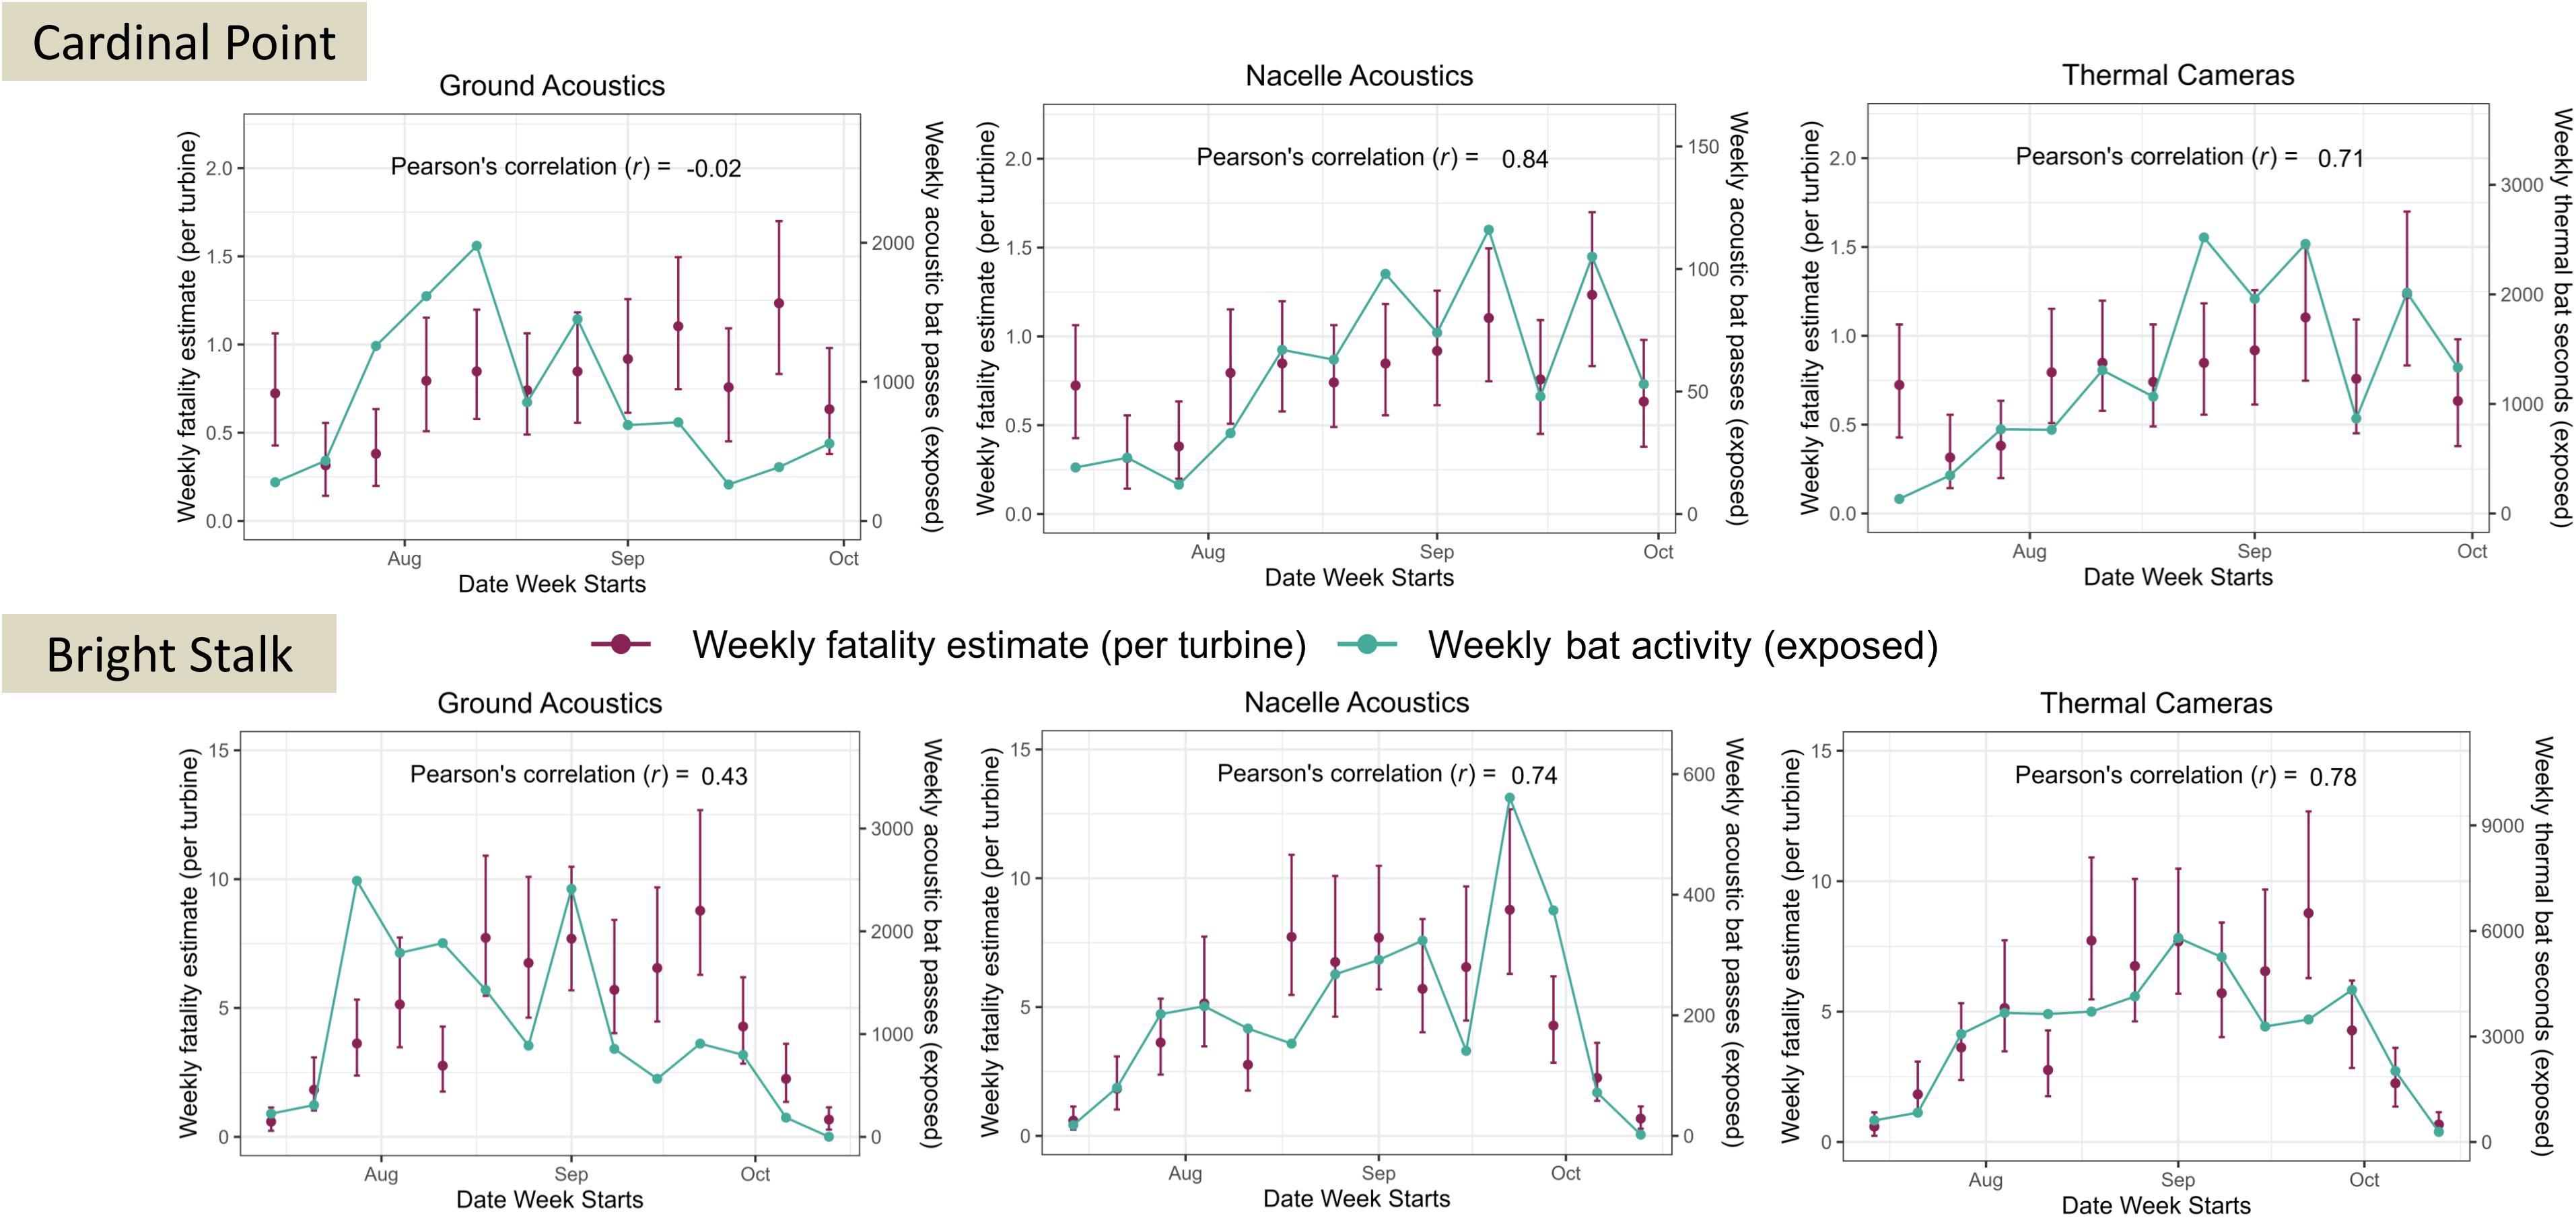 Cardinal Point
Ground Acoustics
Pearson's correlation (r) = -0.02
Weekly fatality estimate (per turbine)
2.0
1.5
1.0
0.5
0.0
Weekly acoustic bat passes (exposed)
2000
1000
0
Aug
Sep
Oct
Date Week Starts
Nacelle Acoustics
Pearson's correlation (r) = 0.84
Weekly fatality estimate (per turbine)
2.0
1.5
1.0
0.5
0.0
Weekly acoustic bat passes (exposed)
150
100
50
0
Aug
Sep
Oct
Date Week Starts
Thermal Cameras
Pearson's correlation (r) = 0.71
Weekly fatality estimate (per turbine)
2.0
1.5
1.0
0.5
0.0
Weekly thermal bat seconds (exposed)
3000
2000
1000
0
Aug
Sep
Oct
Date Week Starts
Bright Stalk
Weekly fatality estimate (per turbine)
Weekly bat activity (exposed)
Ground Acoustics
Pearson's correlation (r) = 0.43
Weekly fatality estimate (per turbine)
15
10
5
0
Weekly acoustic bat passes (exposed)
3000
2000
1000
0
Aug
Sep
Oct
Date Week Starts
Nacelle Acoustics
Pearson's correlation (r) = 0.74
Weekly fatality estimate (per turbine)
15
10
5
0
Weekly acoustic bat passes (exposed)
600
400
200
0
Aug
Sep
Oct
Date Week Starts
Thermal Cameras
Pearson's correlation (r) = 0.78
Weekly fatality estimate (per turbine)
15
10
5
0
Weekly thermal bat seconds (exposed)
9000
6000
3000
0
Aug
Sep
Oct
Date Week Starts